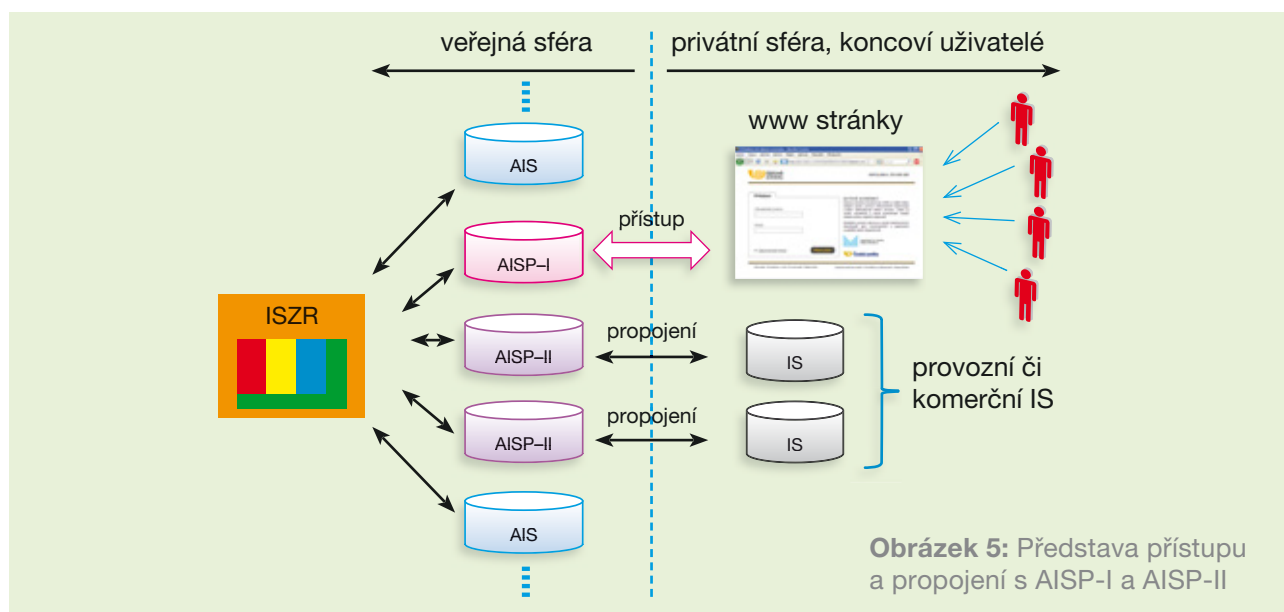 veřejná sféra
privátní sféra, koncoví uživatelé
www stránky
AIS
přístup
AISP–I
ISZR
propojení
AISP–II
IS
provozní či
komerční IS
propojení
AISP–II
IS
AIS
Obrázek 5: Představa přístupu
a propojení s AISP-I a AISP-II